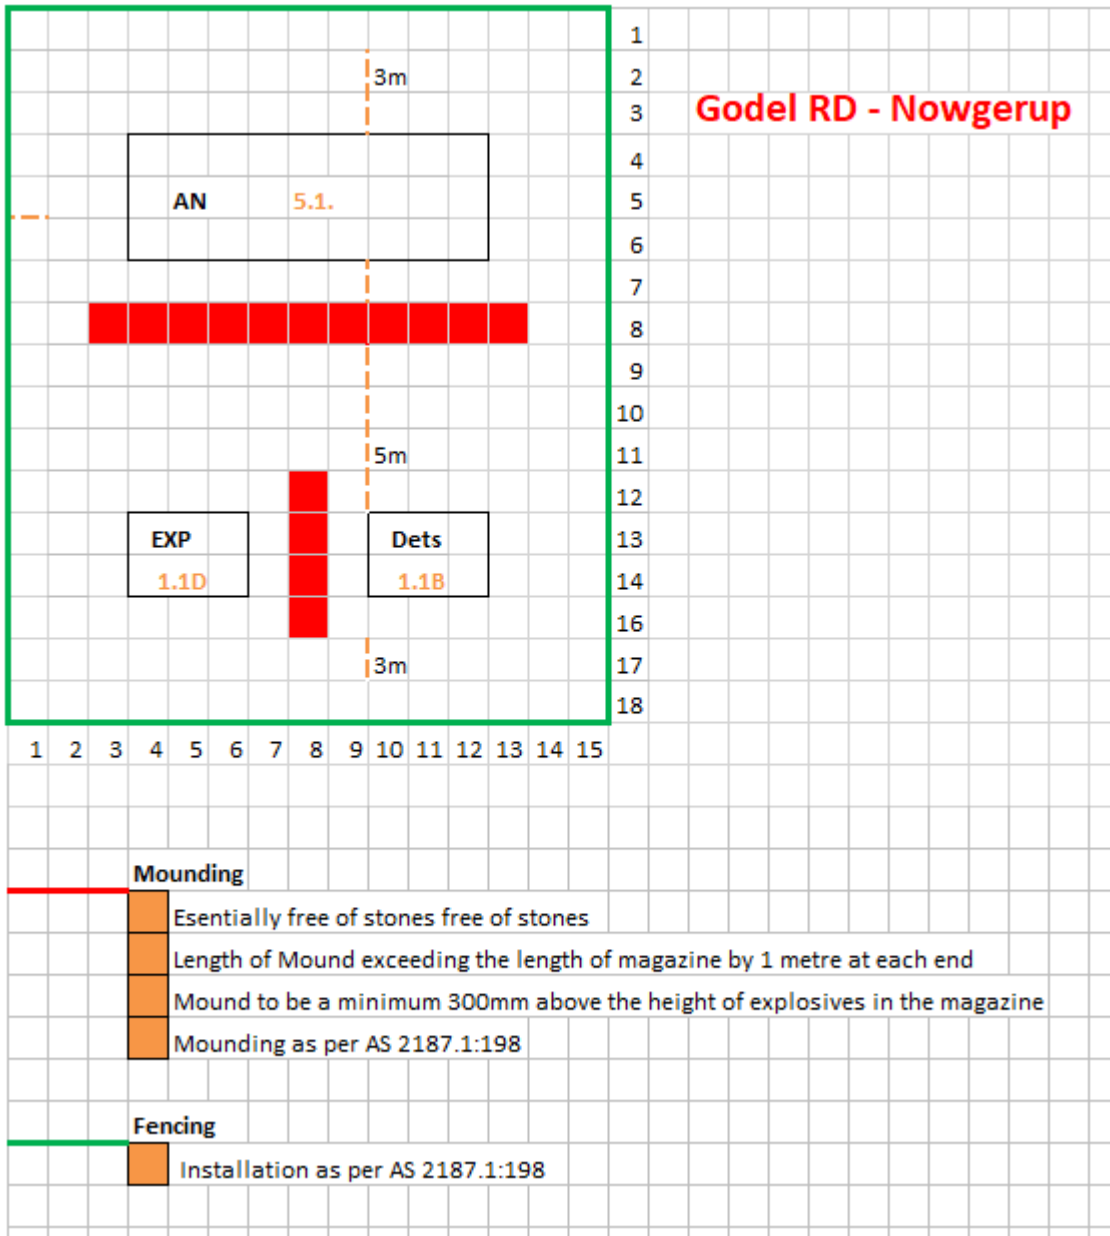 1
3m
2
3
Godel RD - Nowgerup
4
AN 5.1.
5
6
7
8
9
10
5m
11
12
EXP
Dets
13
1.1D
1.1B
14
16
3m
17
18
1 2 3 4 5 6 7 8 9 10 11 12 13 14 15
Mounding
Esentially free of stones free of stones
Length of Mound exceeding the length of magazine by 1 metre at each end
Mound to be a minimum 300mm above the height of explosives in the magazine
Mounding as per AS 2187.1:198
Fencing
Installation as per AS 2187.1:198